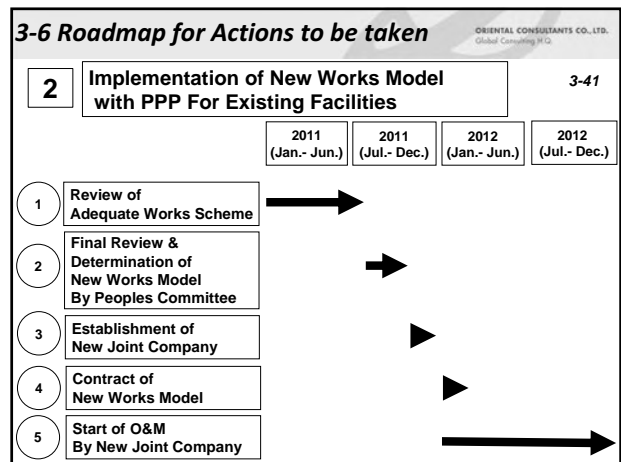 3-6 Roadmap for Actions to be taken
ORIENTAL CONSULTANTS CO., LTD.
Global Consulting H.Q.
2
Implementation of New Works Model
with PPP For Existing Facilities
3-41
2011
(Jan.- Jun.)
2011
(Jul.- Dec.)
2012
(Jan.- Jun.)
2012
(Jul.- Dec.)
1
Review of
Adequate Works Scheme
2
Final Review &
Determination of
New Works Model
By Peoples Committee
3
Establishment of
New Joint Company
4
Contract of
New Works Model
5
Start of O&M
By New Joint Company